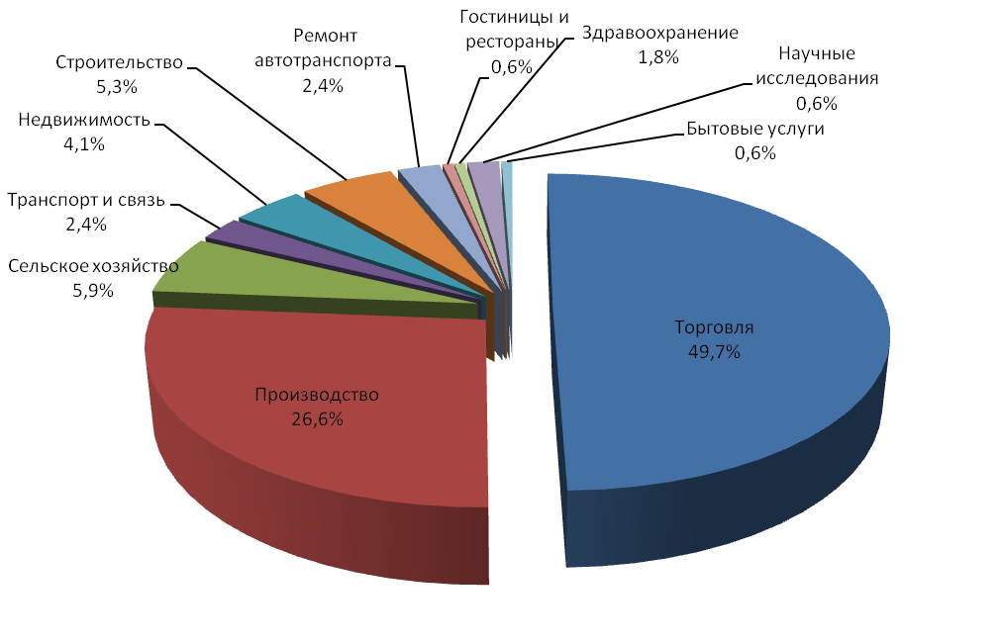 Гостиницы и
рестораны
0,6%
Здравоохранение
1,8%
Ремонт
автотранспорта
2,4%
Научные
исследования
0,6%
Строительство
5,3%
Недвижимость
4,1%
Бытовые услуги
0,6%
Транспорт и связь
2,4%
Сельское хозяйство
5,9%
Торговля
49,7%
Производство
26,6%